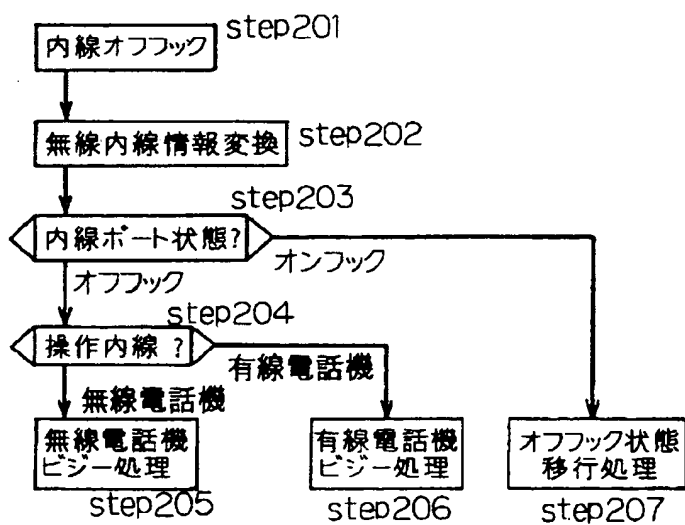 内線オフフック step201
無線内線情報変換 step202
step203
内線ポート状態?
オフフック オンフック
step204
操作内線 ?
有線電話機
無線電話機
無線電話機
ビジー処理
step205
有線電話機
ビジー処理
step206
オフフック状態
移行処理
step207